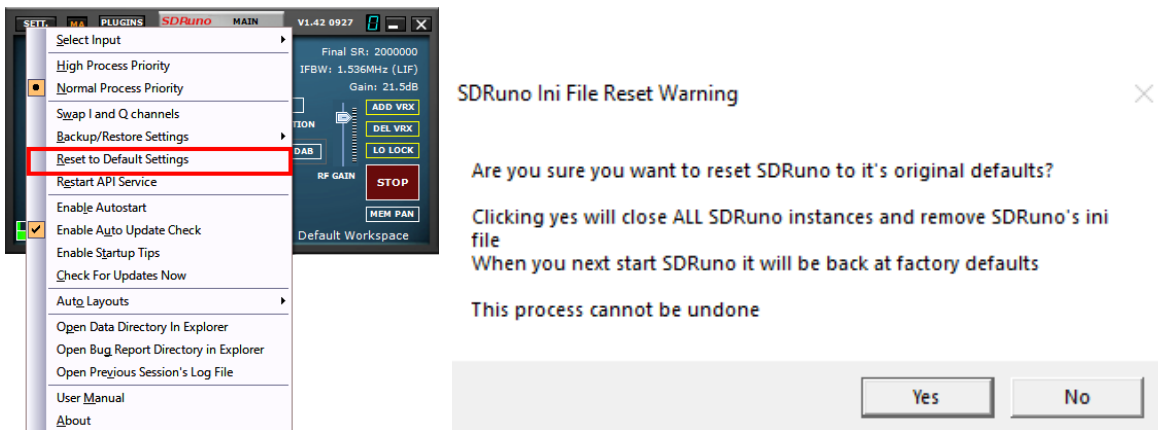 SETT. MA PLUGINS SDRuno MAIN V1.42 0927 0
Select Input
High Process Priority
Normal Process Priority
Swap I and Q channels
Backup/Restore Settings
Reset to Default Settings
Restart API Service
Enable Autostart
Enable Auto Update Check
Enable Startup Tips
Check For Updates Now
Auto Layouts
Open Data Directory In Explorer
Open Bug Report Directory in Explorer
Open Previous Session's Log File
User Manual
About
Final SR: 2000000
IFBW: 1.536MHz (LIF)
Gain: 21.5dB
ADD VRX
TION
DEL VRX
DAB
LO LOCK
RF GAIN
STOP
MEM PAN
Default Workspace
SDRuno Ini File Reset Warning
Are you sure you want to reset SDRuno to it's original defaults?
Clicking yes will close ALL SDRuno instances and remove SDRuno's ini
file
When you next start SDRuno it will be back at factory defaults
This process cannot be undone
Yes
No